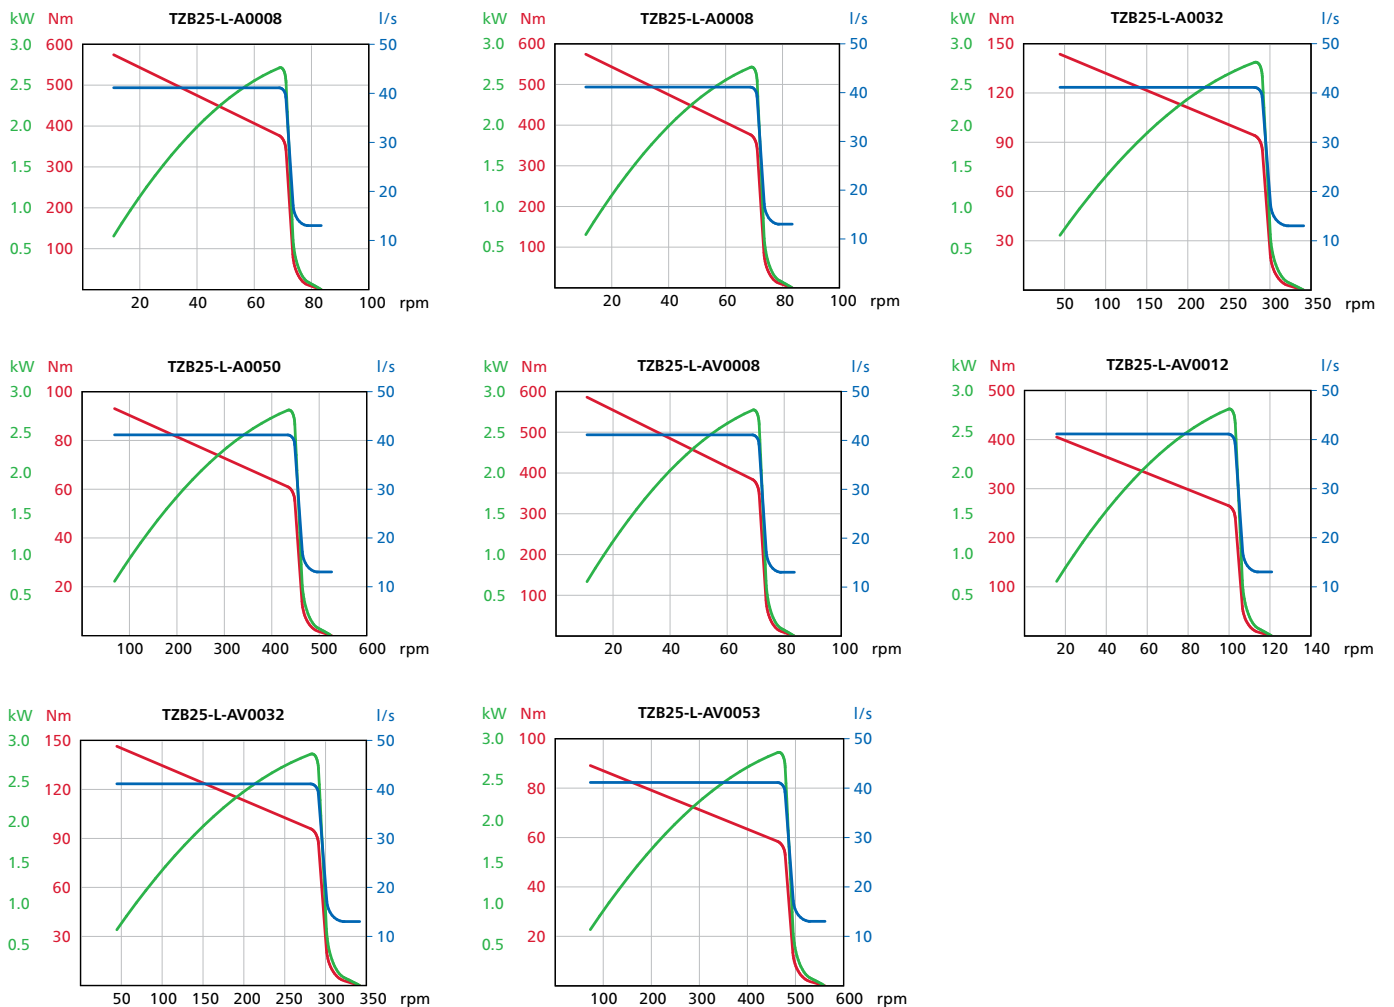 kW Nm TZB25-L-A0008 l/s
3.0 600 50
2.5 500 40
2.0 400 30
1.5 300 20
1.0 200 10
0.5 100
20 40 60 80 100 rpm
kW Nm TZB25-L-A0008 l/s
3.0 600 50
2.5 500 40
2.0 400 30
1.5 300 20
1.0 200 10
0.5 100
20 40 60 80 100 rpm
kW Nm TZB25-L-A0032 l/s
3.0 150 50
2.5 120 40
2.0 90 30
1.5 60 20
1.0 30 10
0.5
50 100 150 200 250 300 350 rpm
kW Nm TZB25-L-A0050 l/s
3.0 100 50
2.5 80 40
2.0 60 30
1.5 40 20
1.0 20 10
0.5
100 200 300 400 500 600 rpm
kW Nm TZB25-L-AV0008 l/s
3.0 600 50
2.5 500 40
2.0 400 30
1.5 300 20
1.0 200 10
0.5 100
20 40 60 80 100 rpm
kW Nm TZB25-L-AV0012 l/s
3.0 500 50
2.5 400 40
2.0 300 30
1.5 200 20
1.0 100 10
0.5
20 40 60 80 100 120 140 rpm
kW Nm TZB25-L-AV0032 l/s
3.0 150 50
2.5 120 40
2.0 90 30
1.5 60 20
1.0 30 10
0.5
50 100 150 200 250 300 350 rpm
kW Nm TZB25-L-AV0053 l/s
3.0 100 50
2.5 80 40
2.0 60 30
1.5 40 20
1.0 20 10
0.5
100 200 300 400 500 600 rpm